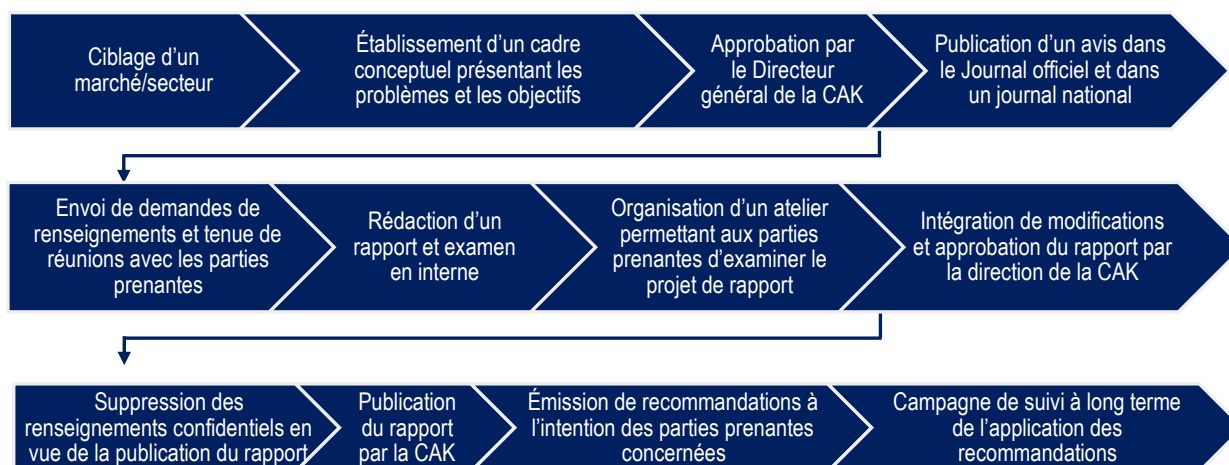 Ciblage d’un
marché/secteur
Établissement d’un cadre
conceptuel présentant les
problèmes et les objectifs
Approbation par
le Directeur
général de la CAK
Publication d’un avis dans
le Journal officiel et dans
un journal national
Envoi de demandes de
renseignements et tenue de
réunions avec les parties
prenantes
Rédaction d’un
rapport et examen
en interne
Organisation d’un atelier
permettant aux parties
prenantes d’examiner le
projet de rapport
Intégration de modifications
et approbation du rapport par
la direction de la CAK
Suppression des
renseignements confidentiels en
vue de la publication du rapport
Publication
du rapport
par la CAK
Émission de recommandations à
l’intention des parties prenantes
concernées
Campagne de suivi à long terme
de l’application des
recommandations